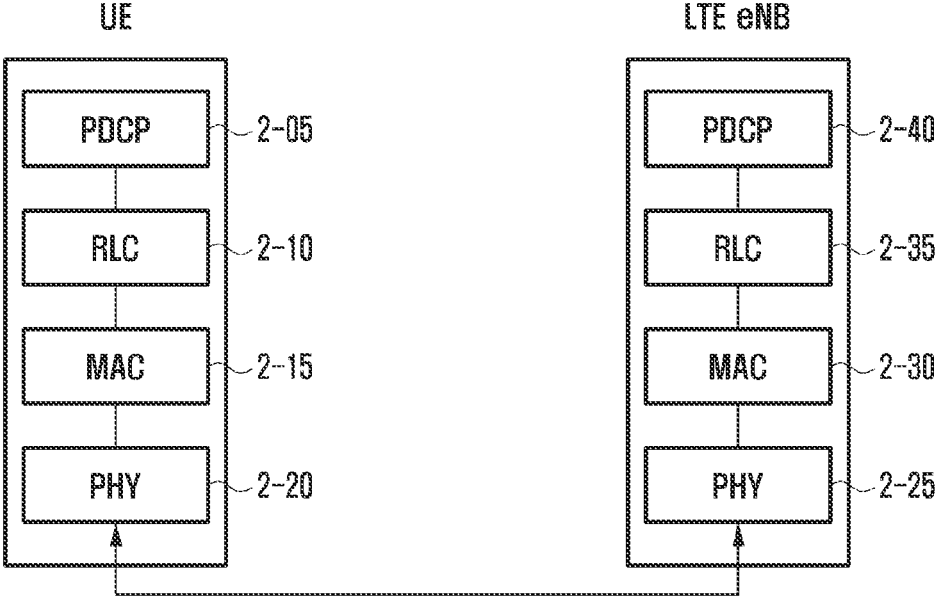 UE LTE eNB
PDCP 2-05 PDCP 2-40
RLC 2-10 RLC 2-35
MAC 2-15 MAC 2-30
PHY 2-20 PHY 2-25